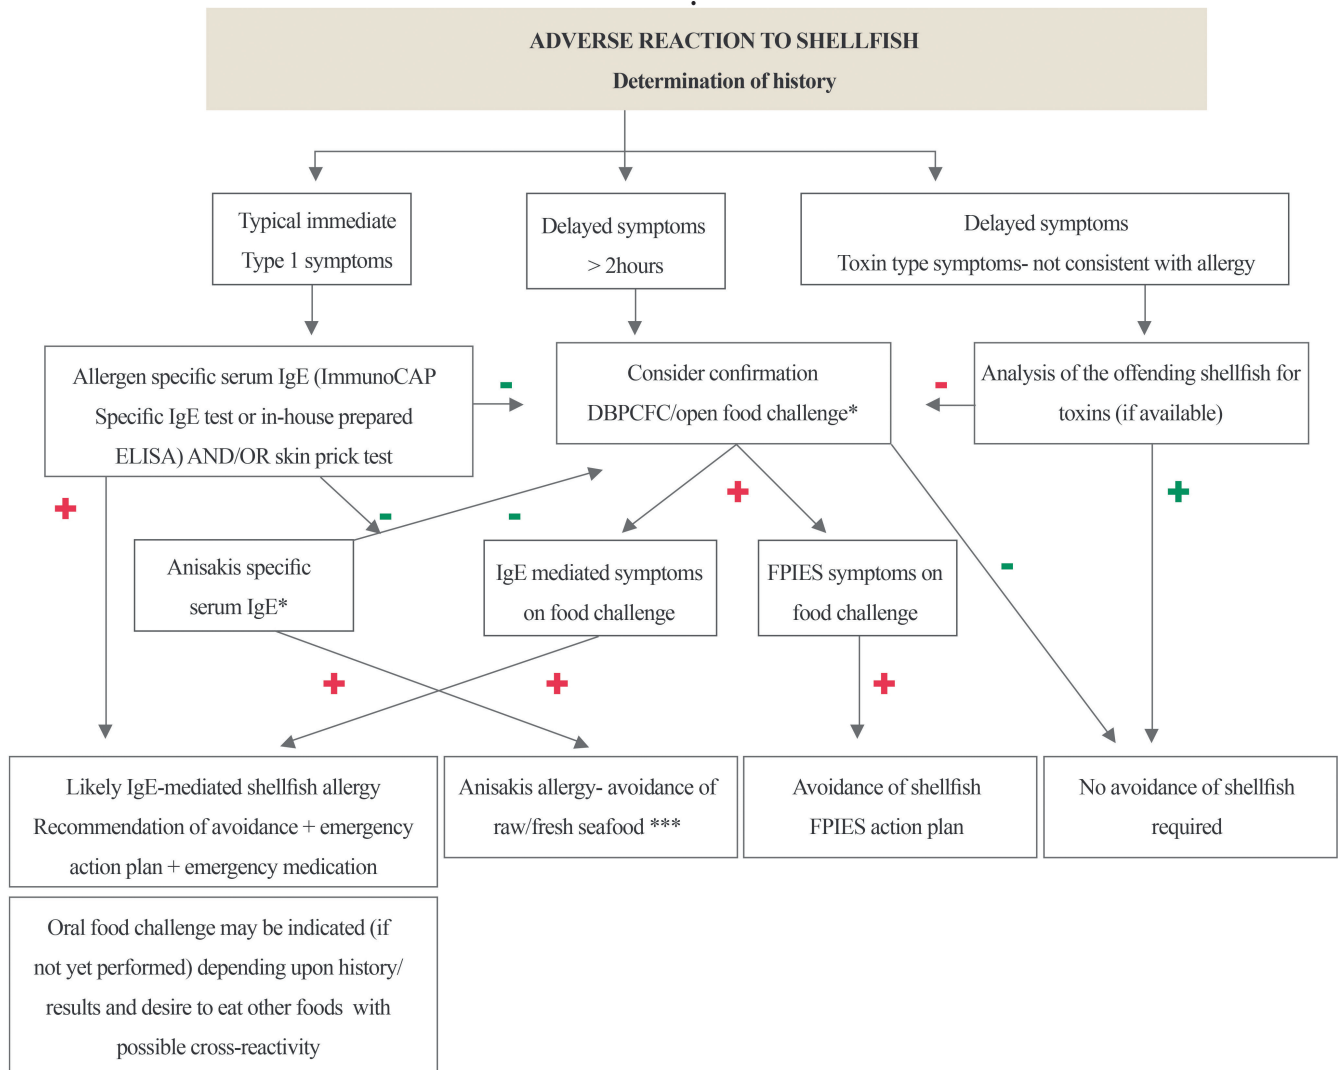 ADVERSE REACTION TO SHELLFISH
Determination of history
Typical immediate
Type 1 symptoms
Delayed symptoms
> 2hours
Delayed symptoms
Toxin type symptoms- not consistent with allergy
Allergen specific serum IgE (ImmunoCAP
Specific IgE test or in-house prepared
ELISA) AND/OR skin prick test
-
Consider confirmation
DBPCFC/open food challenge*
-
Analysis of the offending shellfish for
toxins (if available)
+
-
-
+
+
-
Anisakis specific
serum IgE*
IgE mediated symptoms
on food challenge
FPIES symptoms on
food challenge
+
+
+
Likely IgE-mediated shellfish allergy
Recommendation of avoidance + emergency
action plan + emergency medication
Anisakis allergy- avoidance of
raw/fresh seafood ***
Avoidance of shellfish
FPIES action plan
No avoidance of shellfish
required
Oral food challenge may be indicated (if
not yet performed) depending upon history/
results and desire to eat other foods with
possible cross-reactivity